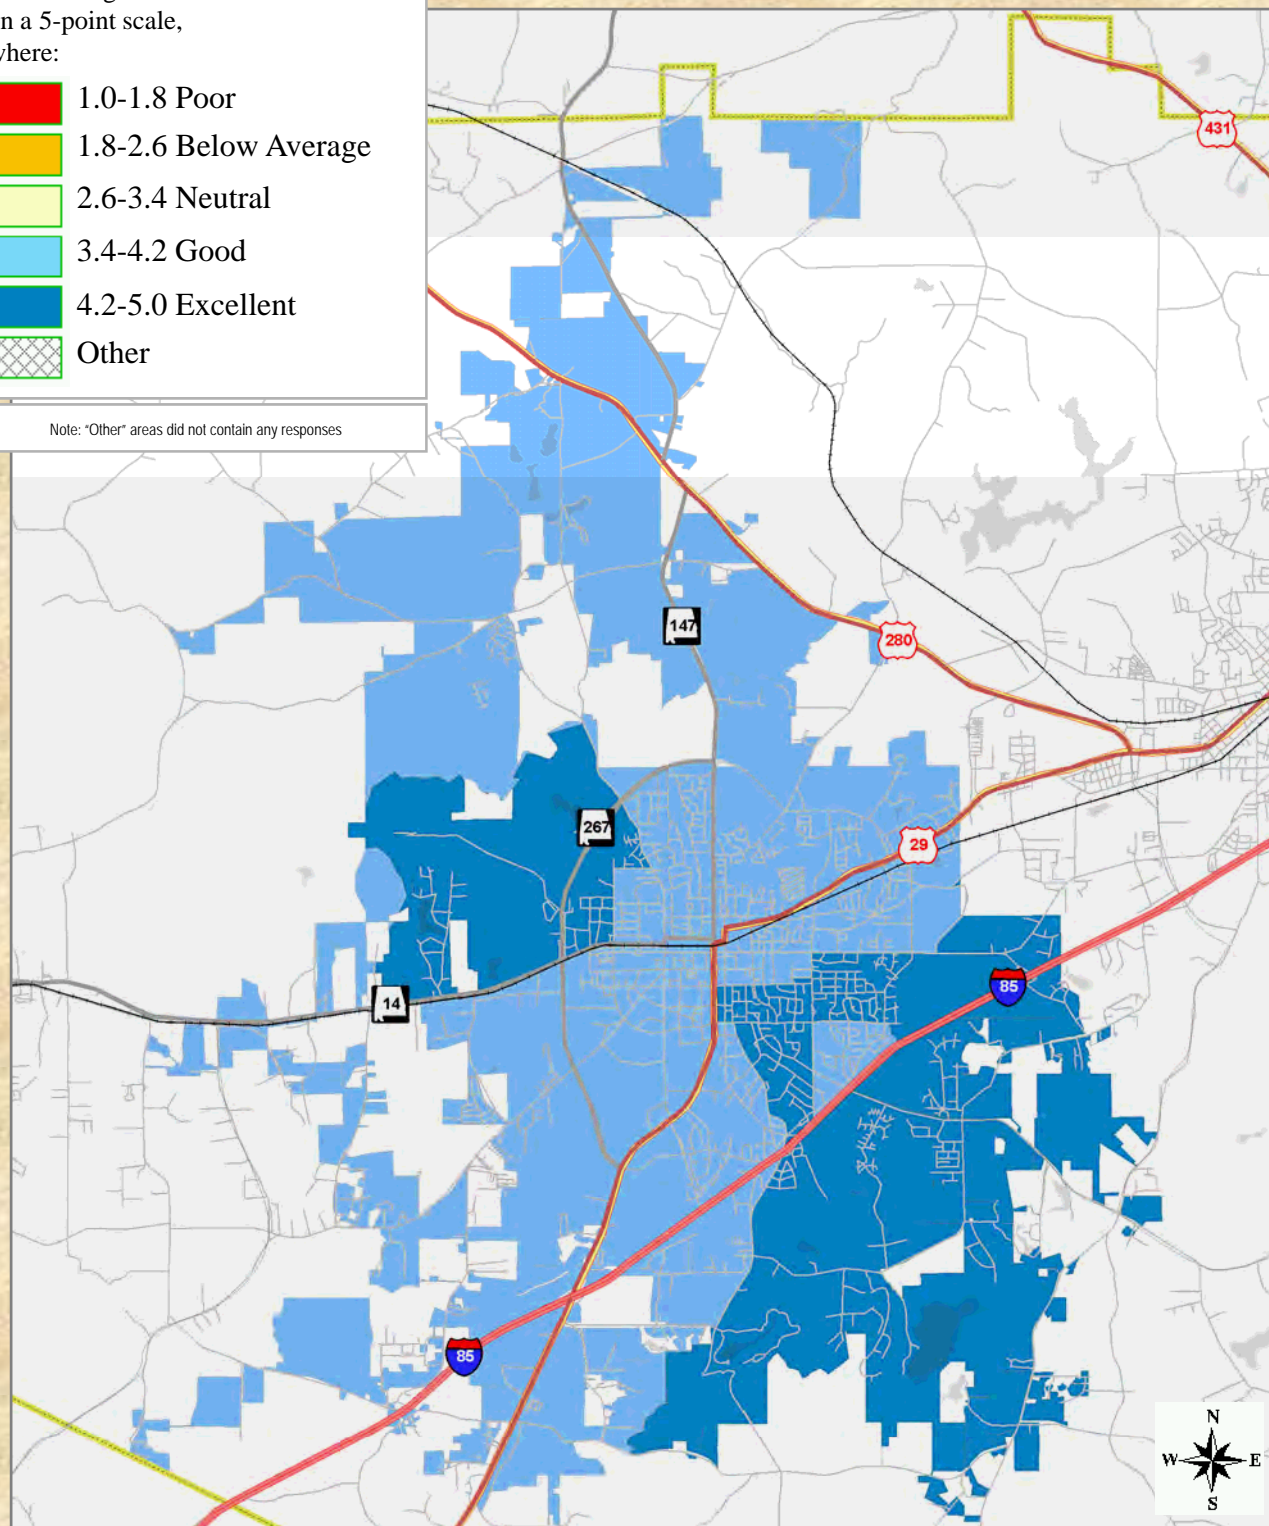 n a 5-point scale,
where:
1.0-1.8 Poor
1.8-2.6 Below Average
2.6-3.4 Neutral
3.4-4.2 Good
4.2-5.0 Excellent
Other
Note: "Other" areas did not contain any responses
431
147
280
267
29
85
14
85
N
W E
S